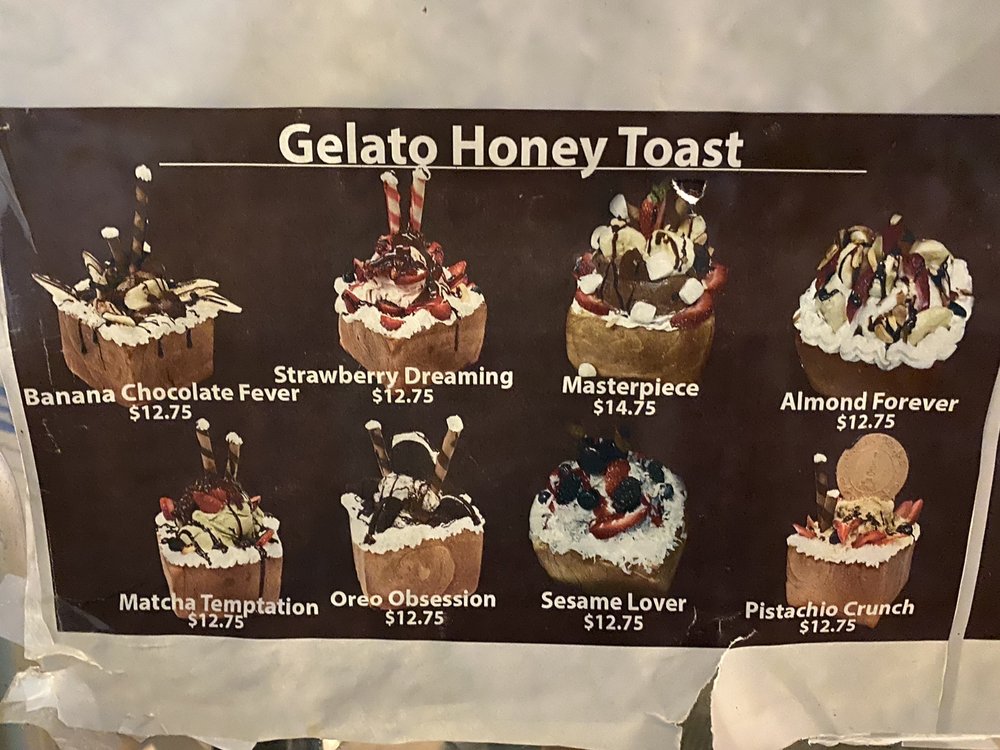 Gelato Honey Toast
Banana Chocolate Fever
$12.75
Strawberry Dreaming
$12.75
Masterpiece
$14.75
Almond Forever
$12.75
Matcha Temptation
$12.75
Oreo Obsession
$12.75
Sesame Lover
$12.75
Pistachio Crunch
$12.75